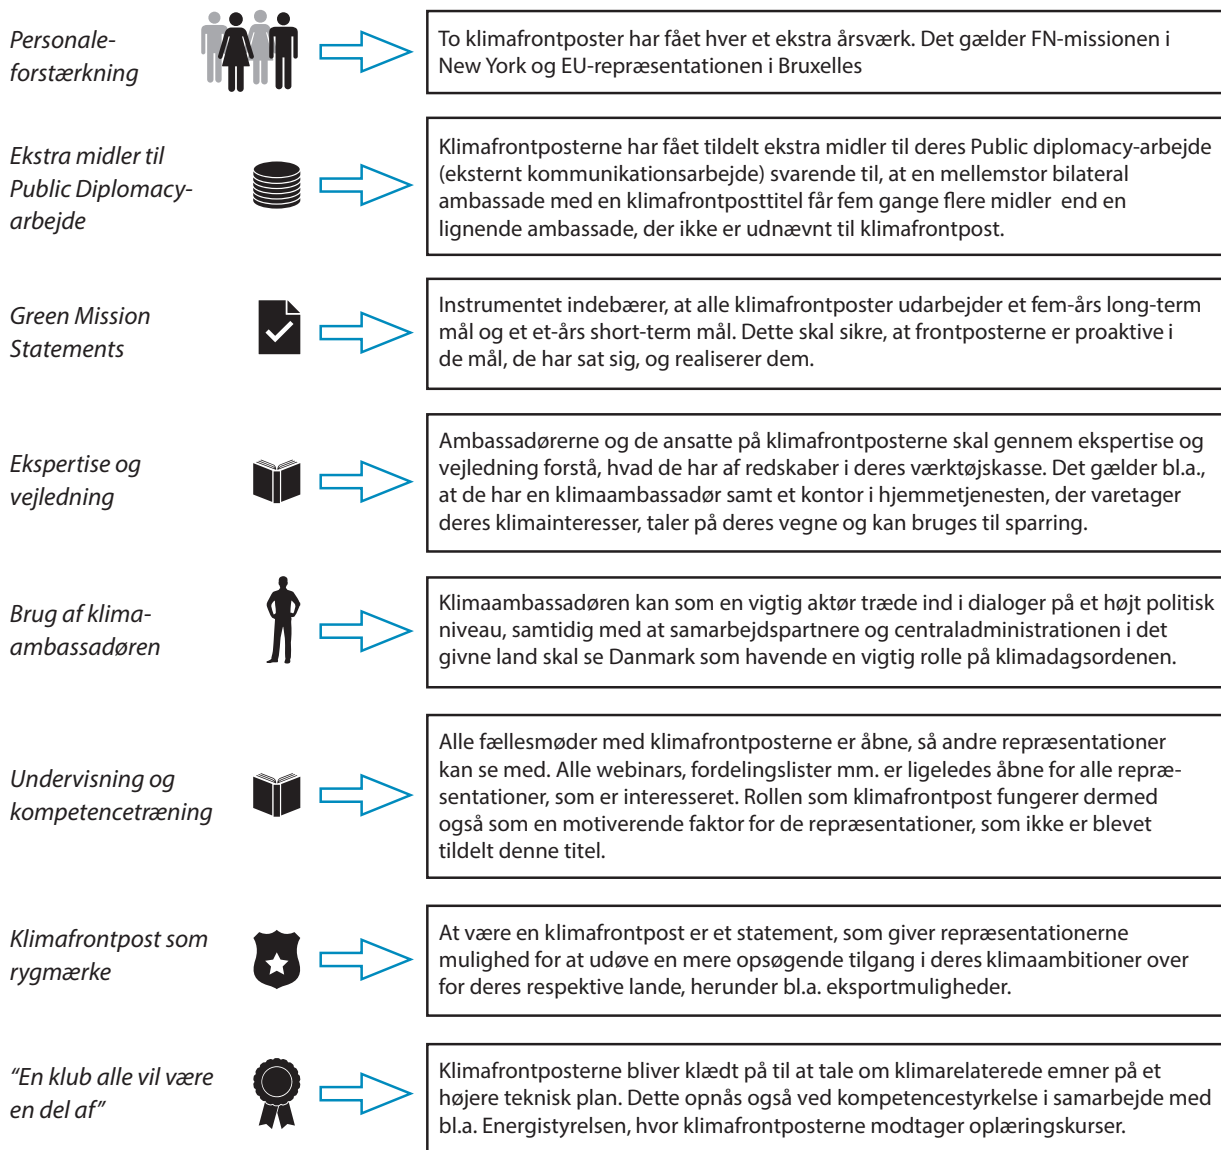 Personale-
forstærkning
To klimafrontposter har fået hver et ekstra årsværk. Det gælder FN-missionen i
New York og EU-repræsentationen i Bruxelles
Ekstra midler til
Public Diplomacy-
arbejde
Klimafrontposterne har fået tildelt ekstra midler til deres Public diplomacy-arbejde
(eksternt kommunikationsarbejde) svarende til, at en mellemstor bilateral
ambassade med en klimafrontposttitel får fem gange flere midler end en
lignende ambassade, der ikke er udnævnt til klimafrontpost.
Green Mission
Statements
Instrumentet indebærer, at alle klimafrontposter udarbejder et fem-års long-term
mål og et et-års short-term mål. Dette skal sikre, at frontposterne er proaktive i
de mål, de har sat sig, og realiserer dem.
Ekspertise og
vejledning
Ambassadørerne og de ansatte på klimafrontposterne skal gennem ekspertise og
vejledning forstå, hvad de har af redskaber i deres værktøjskasse. Det gælder bl.a.,
at de har en klimaambassadør samt et kontor i hjemmetjenesten, der varetager
deres klimainteresser, taler på deres vegne og kan bruges til sparring.
Brug af klima-
ambassadøren
Klimaambassadøren kan som en vigtig aktør træde ind i dialoger på et højt politisk
niveau, samtidig med at samarbejdspartnere og centraladministrationen i det
givne land skal se Danmark som havende en vigtig rolle på klimadagsordenen.
Undervisning og
kompetencetræning
Alle fællesmøder med klimafrontposterne er åbne, så andre repræsentationer
kan se med. Alle webinars, fordelingslister mm. er ligeledes åbne for alle repræ-
sentationer, som er interesseret. Rollen som klimafrontpost fungerer dermed
også som en motiverende faktor for de repræsentationer, som ikke er blevet
tildelt denne titel.
Klimafrontpost som
rygmærke
At være en klimafrontpost er et statement, som giver repræsentationerne
mulighed for at udøve en mere opsøgende tilgang i deres klimaambitioner over
for deres respektive lande, herunder bl.a. eksportmuligheder.
"En klub alle vil være
en del af"
Klimafrontposterne bliver klædt på til at tale om klimarelaterede emner på et
højere teknisk plan. Dette opnås også ved kompetencestyrkelse i samarbejde med
bl.a. Energistyrelsen, hvor klimafrontposterne modtager oplæringskurser.